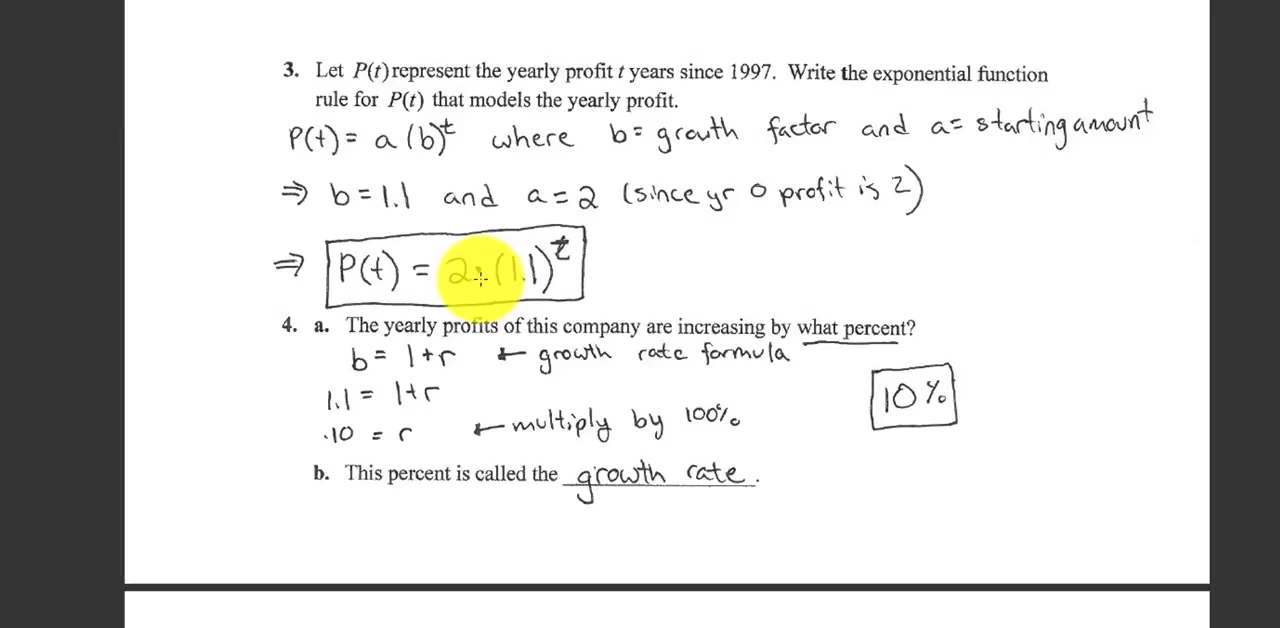 3. Let P(t) represent the yearly profit t years since 1997. Write the exponential function
rule for P(t) that models the yearly profit.
P(t) = a (b)^t where b = growth factor and a = starting amount
⇒ b = 1.1 and a = 2 (since yr 0 profit is 2)
⇒ P(t) = 2·(1.1)^t
4. a. The yearly profits of this company are increasing by what percent?
b = 1+r ← growth rate formula
1.1 = 1+r
10%
.10 = r ← multiply by 100%
b. This percent is called the growth rate.